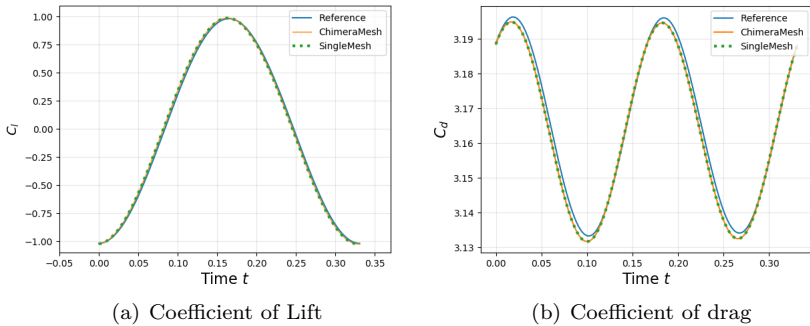 1.00
0.75
0.50
0.25
0.00
−0.25
−0.50
−0.75
−1.00
C_l
−0.05 0.00 0.05 0.10 0.15 0.20 0.25 0.30 0.35
Time t
Reference
ChimeraMesh
SingleMesh
(a) Coefficient of Lift
3.19
3.18
3.17
3.16
3.15
3.14
3.13
C_d
0.00 0.05 0.10 0.15 0.20 0.25 0.30
Time t
Reference
ChimeraMesh
SingleMesh
(b) Coefficient of drag